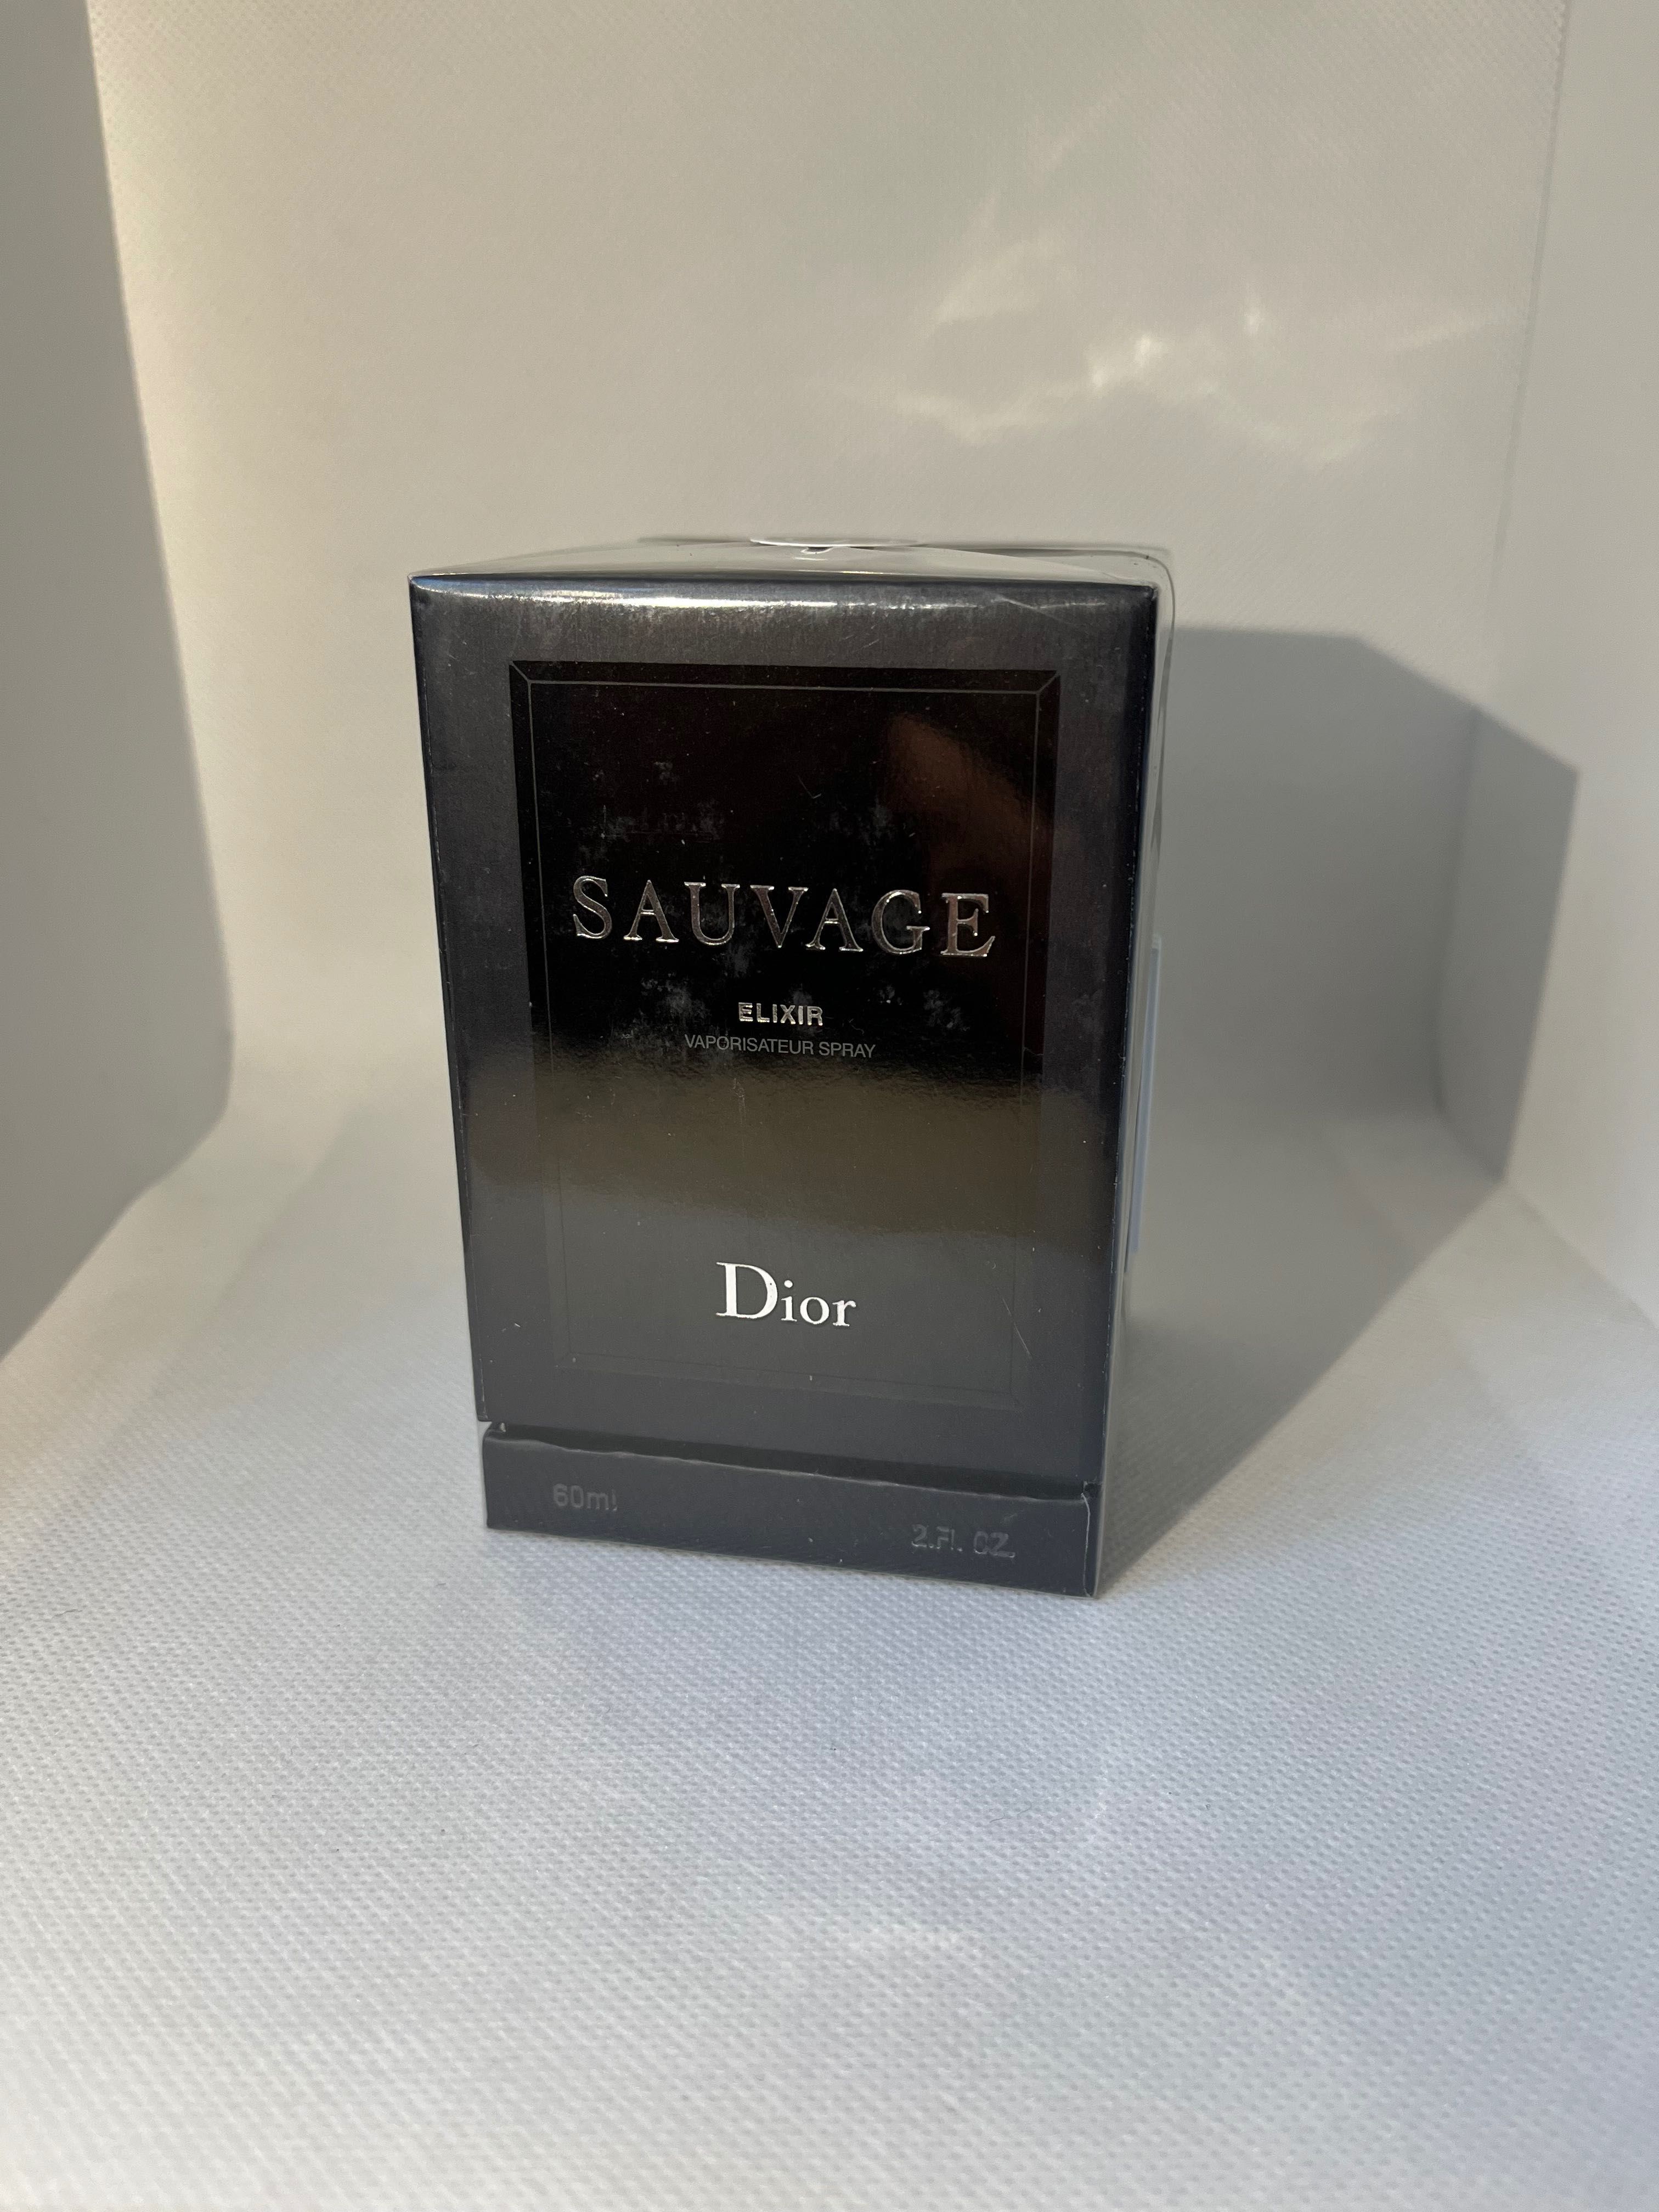 SAUVAGE
ELIXIR
VAPORISATEUR SPRAY
Dior
60ml
2.Fl. OZ